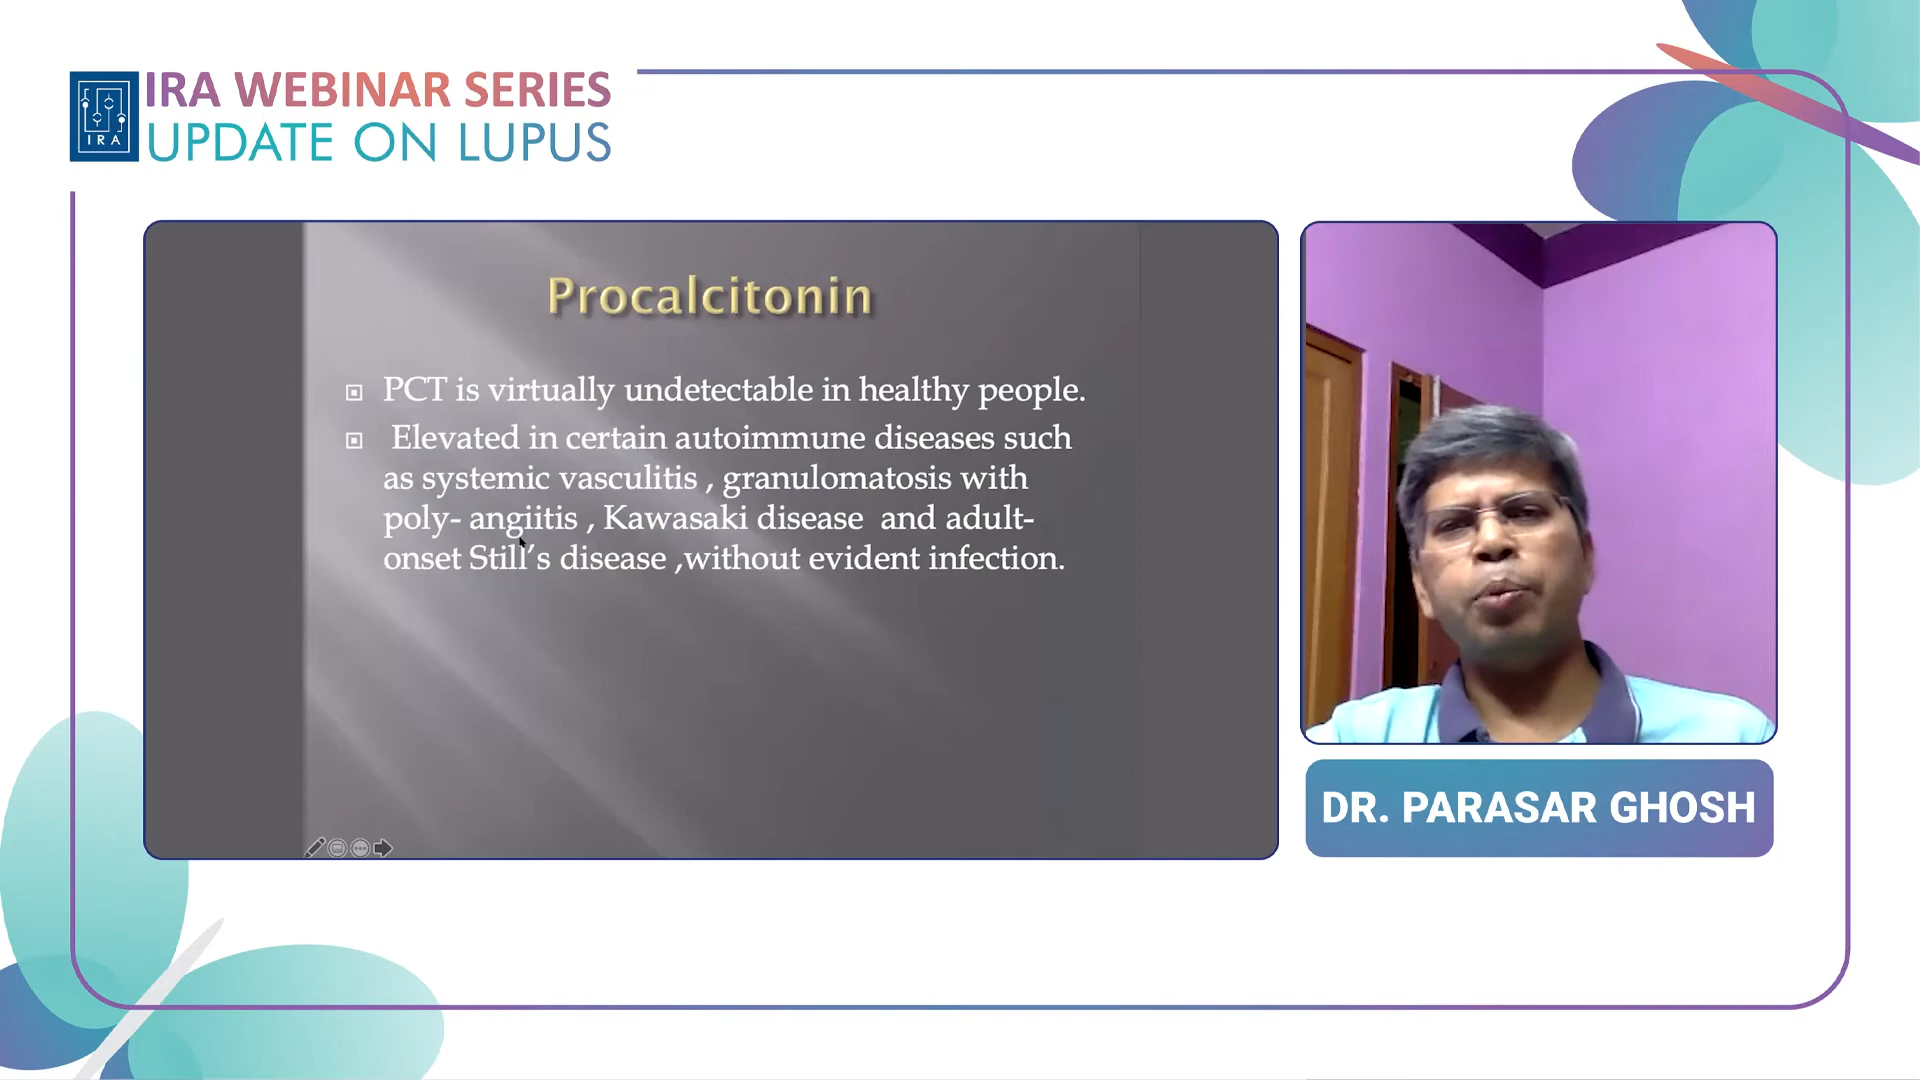 IRA WEBINAR SERIES
UPDATE ON LUPUS
IRA
Procalcitonin
PCT is virtually undetectable in healthy people.
Elevated in certain autoimmune diseases such
as systemic vasculitis , granulomatosis with
poly- angiitis , Kawasaki disease and adult-
onset Still’s disease ,without evident infection.
DR. PARASAR GHOSH